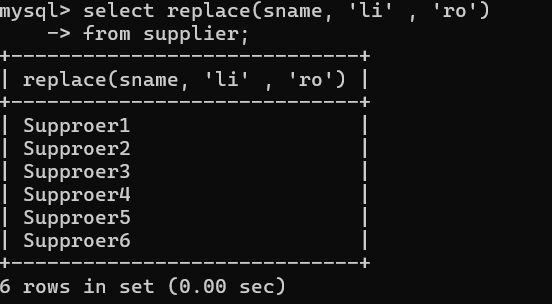 mysql> select replace(sname, 'li' , 'ro')
    -> from supplier;
+-----------------------------+
| replace(sname, 'li' , 'ro') |
+-----------------------------+
| Supproer1                   |
| Supproer2                   |
| Supproer3                   |
| Supproer4                   |
| Supproer5                   |
| Supproer6                   |
+-----------------------------+
6 rows in set (0.00 sec)